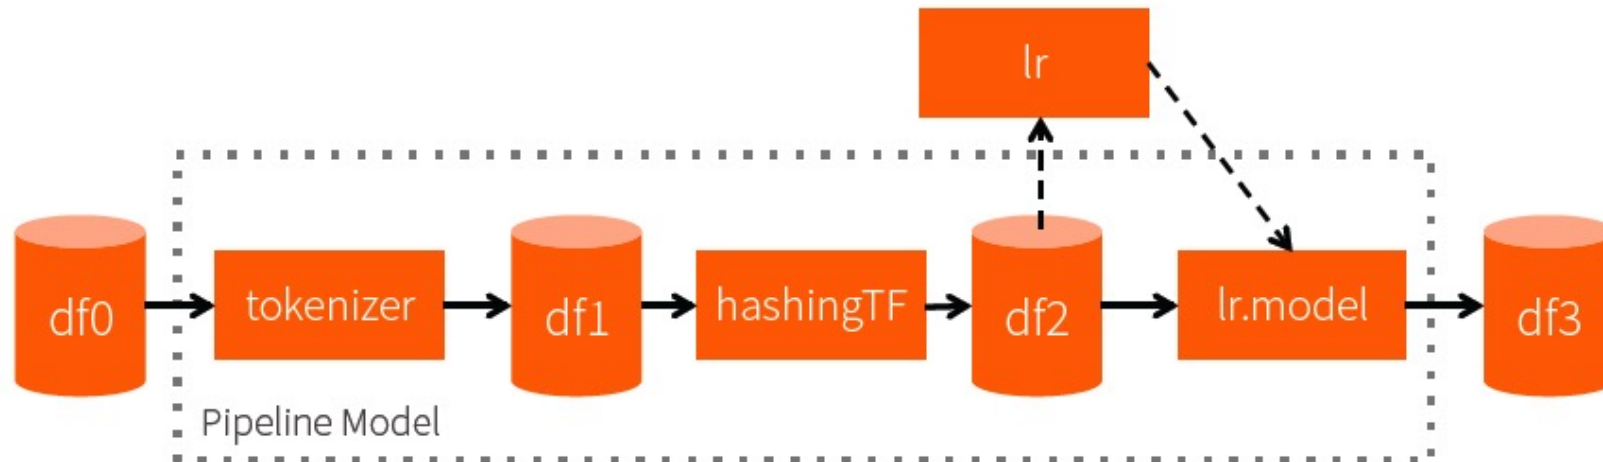 lr
df0
tokenizer
df1
hashingTF
df2
lr.model
df3
Pipeline Model